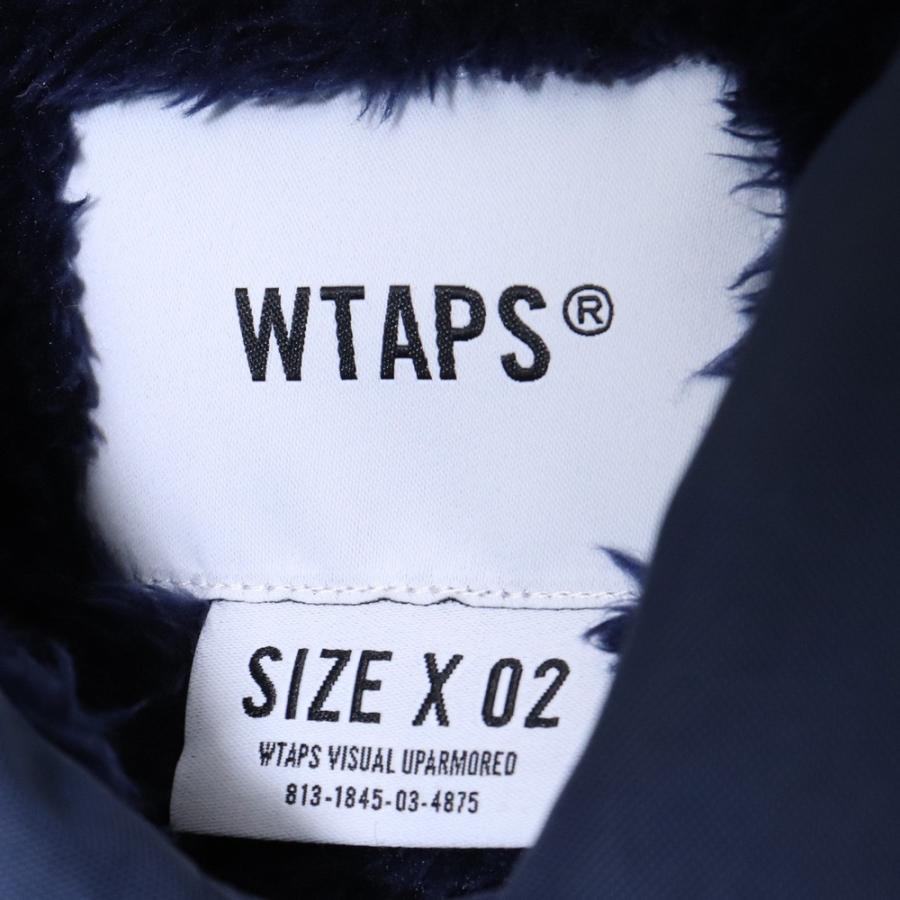 WTAPS®
SIZE X 02
WTAPS VISUAL UPARMORED
813-1845-03-4875